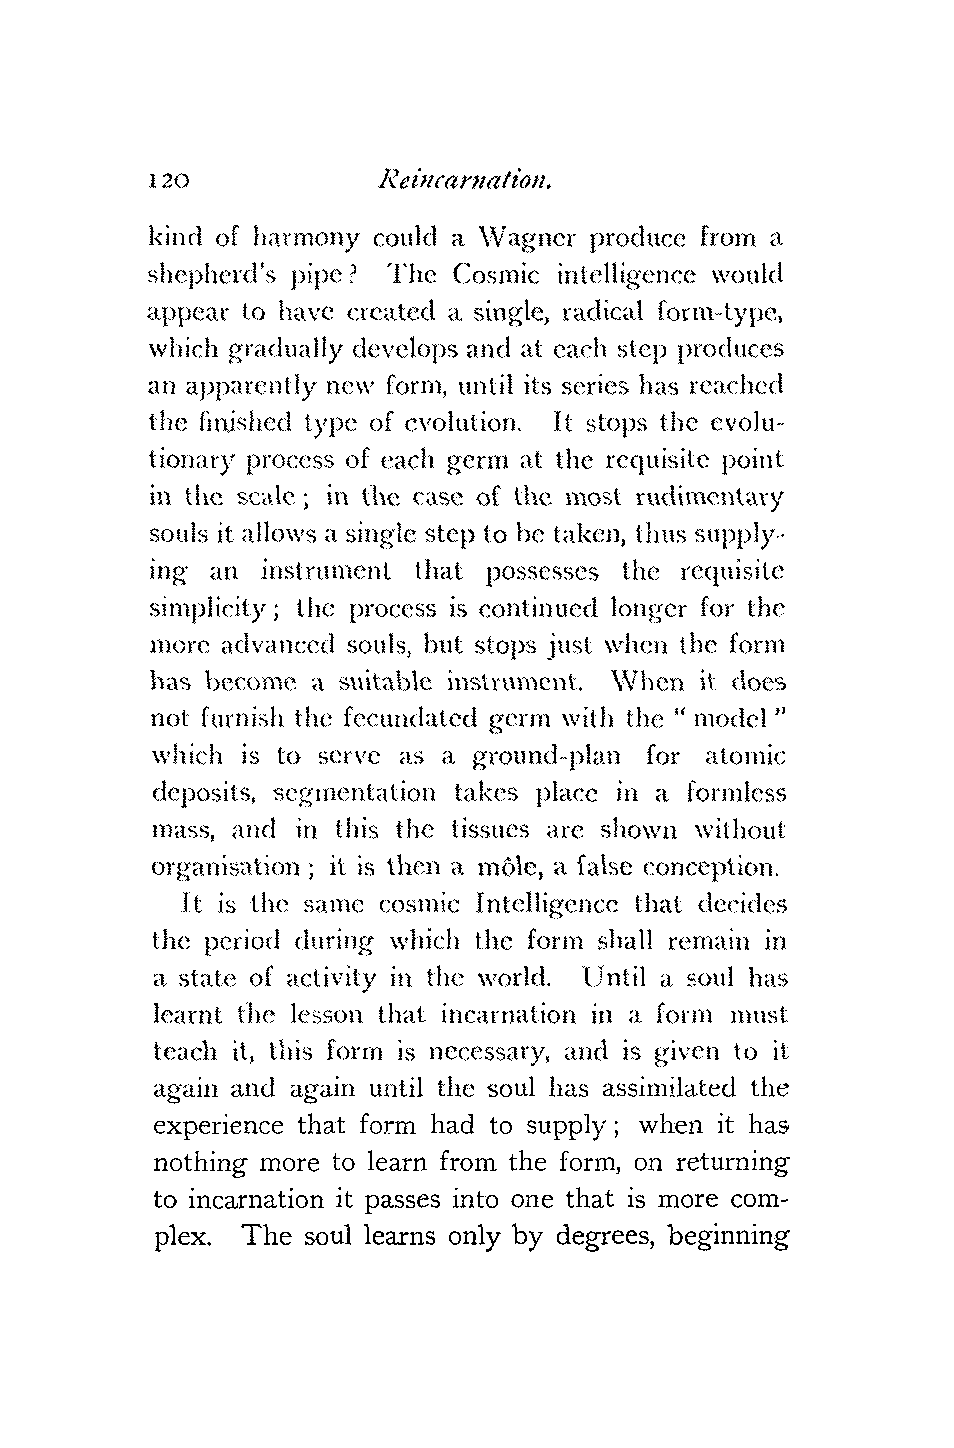 120 Reincarnation.
kind of harmony could a Wagner produce from a
shepherd's pipe? The Cosmic intelligence would
appear to have created a single, radical form-type,
which gradually develops and at each step produces
an apparently new form, until its series has reached
the finished type of evolution. It stops the evolu-
tionary process of each germ at the requisite point
in the scale; in the case of the most rudimentary
souls it allows a single step to be taken, thus supply-
ing an instrument that possesses the requisite
simplicity; the process is continued longer for the
more advanced souls, but stops just when the form
has become a suitable instrument. When it does
not furnish the fecundated germ with the "model"
which is to serve as a ground-plan for atomic
deposits, segmentation takes place in a formless
mass, and in this the tissues are shown without
organisation; it is then a môle, a false conception.
It is the same cosmic Intelligence that decides
the period during which the form shall remain in
a state of activity in the world. Until a soul has
learnt the lesson that incarnation in a form must
teach it, this form is necessary, and is given to it
again and again until the soul has assimilated the
experience that form had to supply; when it has
nothing more to learn from the form, on returning
to incarnation it passes into one that is more com-
plex. The soul learns only by degrees, beginning